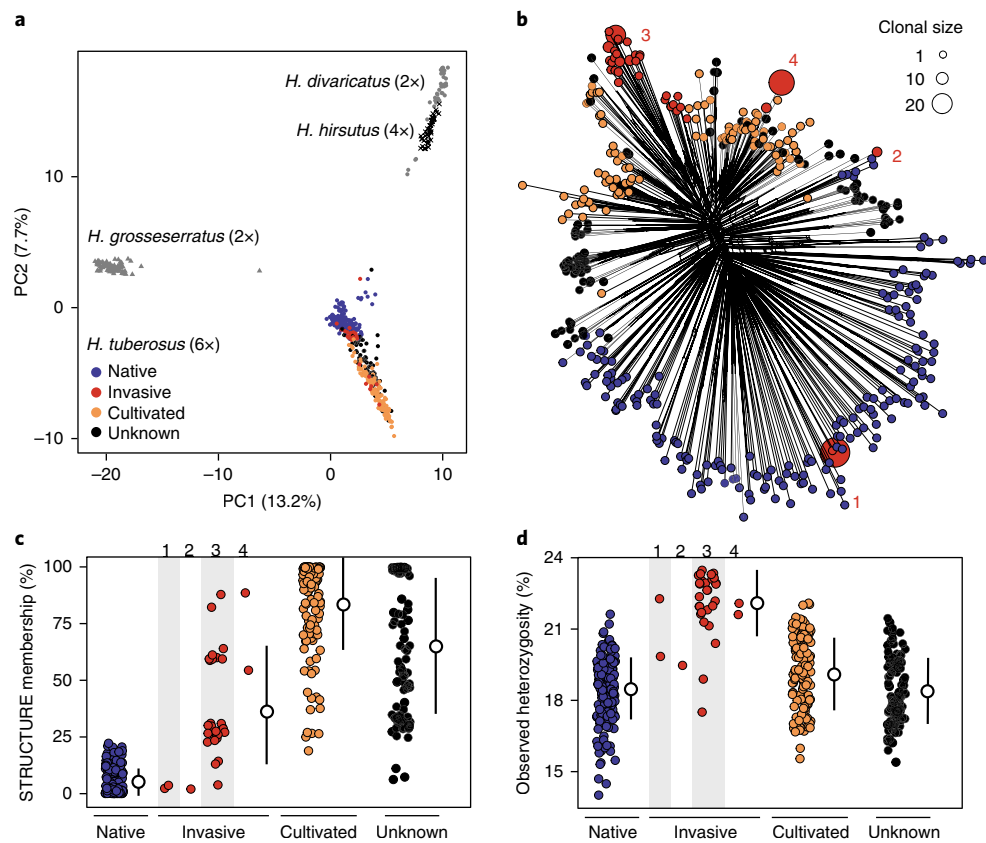 a
H. divaricatus (2×)
H. hirsutus (4×)
H. grosseserratus (2×)
H. tuberosus (6×)
Native
Invasive
Cultivated
Unknown
PC2 (7.7%)
10
0
−10
−20
−10
0
10
PC1 (13.2%)
b
Clonal size
1
10
20
3
4
2
1
c
1 2 3 4
STRUCTURE membership (%)
100
75
50
25
0
Native Invasive Cultivated Unknown
d
1 2 3 4
Observed heterozygosity (%)
24
21
18
15
Native Invasive Cultivated Unknown